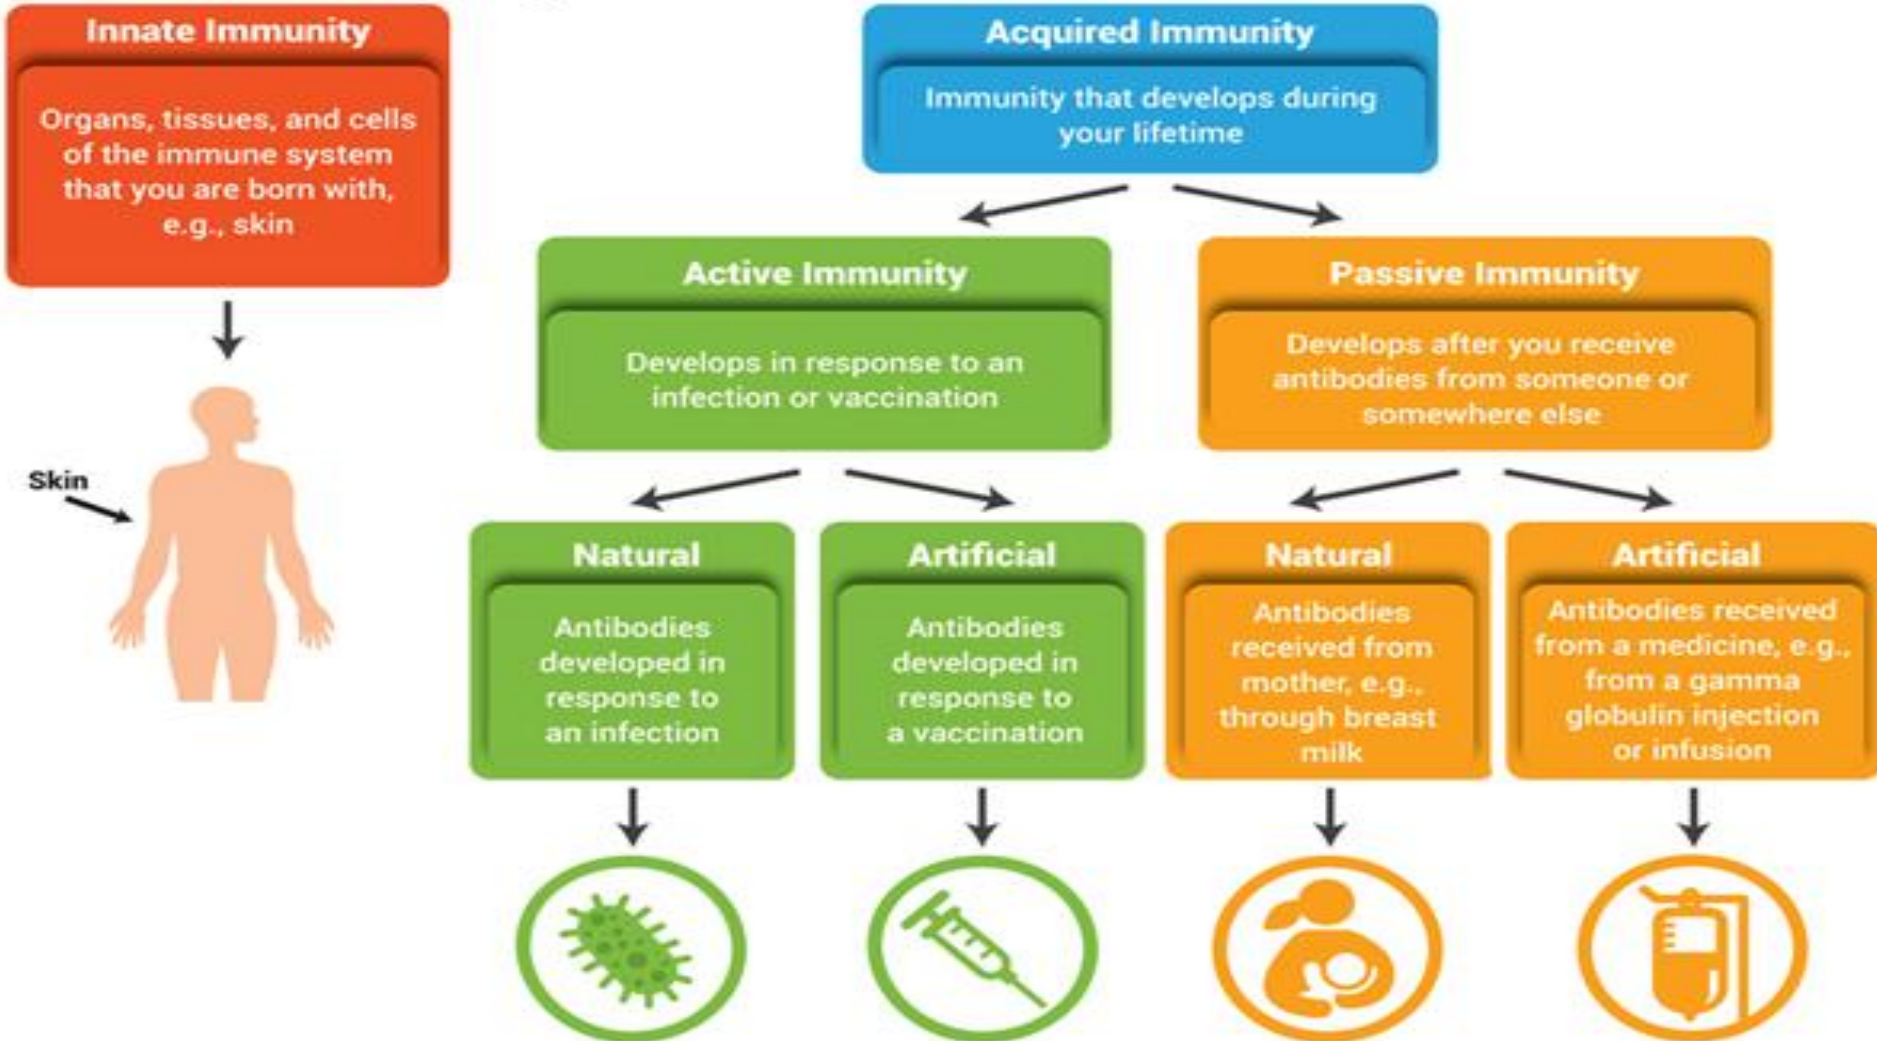 Innate Immunity
Organs, tissues, and cells
of the immune system
that you are born with,
e.g., skin
Skin
Acquired Immunity
Immunity that develops during
your lifetime
Active Immunity
Develops in response to an
infection or vaccination
Passive Immunity
Develops after you receive
antibodies from someone or
somewhere else
Natural
Antibodies
developed in
response to
an infection
Artificial
Antibodies
developed in
response to
a vaccination
Natural
Antibodies
received from
mother, e.g.,
through breast
milk
Artificial
Antibodies received
from a medicine, e.g.,
from a gamma
globulin injection
or infusion